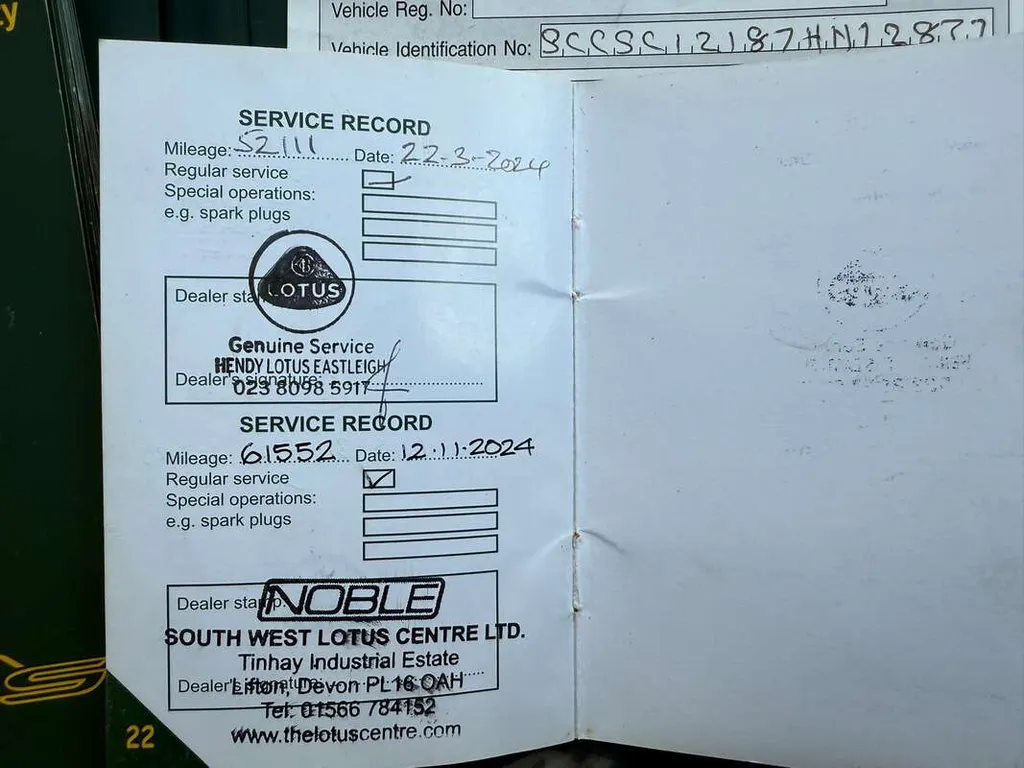 y
Vehicle Reg. No:
Vehicle Identification No: SCCSC12187HN12877
SERVICE RECORD
Mileage: 52111 Date: 22-3-2024
Regular service
Special operations:
e.g. spark plugs
LOTUS
Dealer sta
Genuine Service
HENDY LOTUS EASTLEIGH
Dealer's signature:
023 8098 5917
SERVICE RECORD
Mileage: 61552 Date: 12.11.2024
Regular service
Special operations:
e.g. spark plugs
NOBLE
Dealer stamp:
SOUTH WEST LOTUS CENTRE LTD.
Tinhay Industrial Estate
Dealer's signature:
Lifton, Devon PL16 0AH
Tel: 01566 784152
www.thelotuscentre.com
22